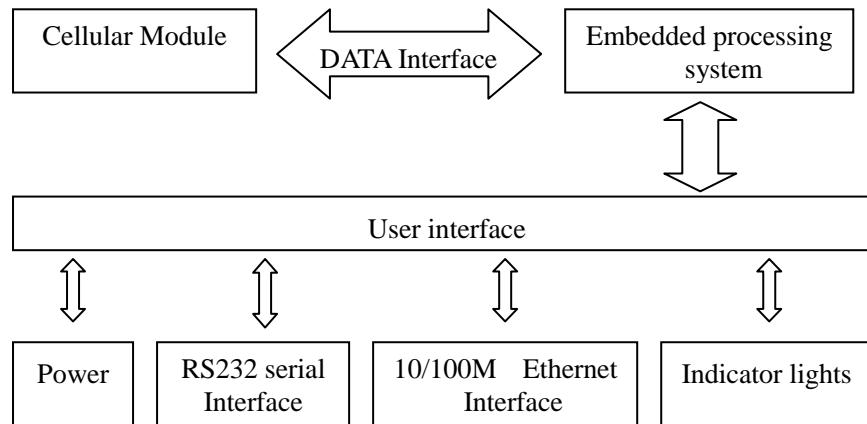 Cellular Module
DATA Interface
Embedded processing
system
User interface
Power
RS232 serial
Interface
10/100M Ethernet
Interface
Indicator lights